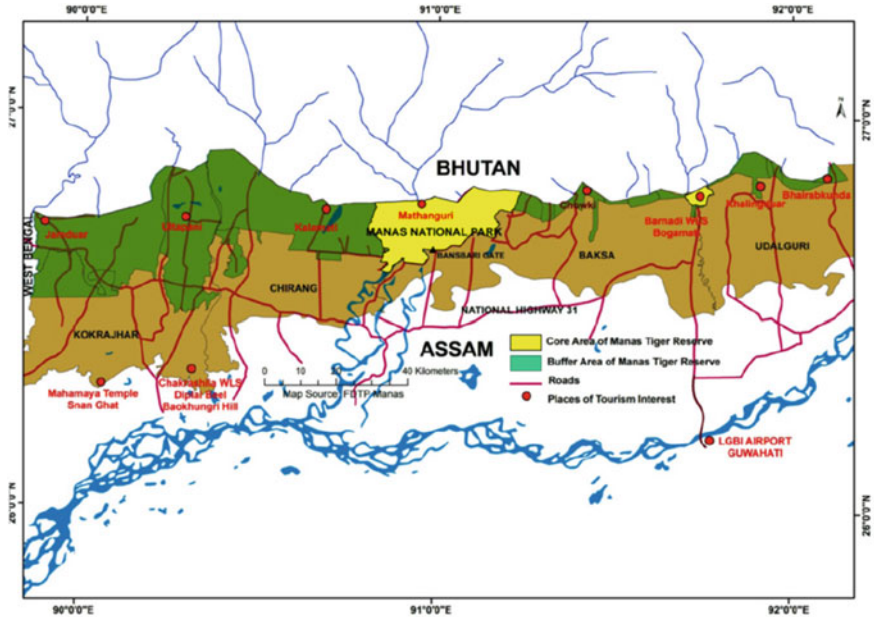 90°0'0"E
91°0'0"E
92°0'0"E
27°0'0"N
27°0'0"N
N
BHUTAN
Jamduar
Ultapani
Kalamati
Mathanguri
MANAS NATIONAL PARK
BANSBARI GATE
Barnadi WLS
Bogamati
Khalingduar
Bhairabkunda
WEST BENGAL
KOKRAJHAR
CHIRANG
BAKSA
UDALGURI
NATIONAL HIGHWAY 31
ASSAM
Mahamaya Temple
Snan Ghat
Chakrashila WLS
Diplai Beel
Baokhungri Hill
0 10 20 40 Kilometers
Map Source: FDTP Manas
Core Area of Manas Tiger Reserve
Buffer Area of Manas Tiger Reserve
Roads
Places of Tourism Interest
LGBI AIRPORT
GUWAHATI
26°0'0"N
26°0'0"N
90°0'0"E
91°0'0"E
92°0'0"E